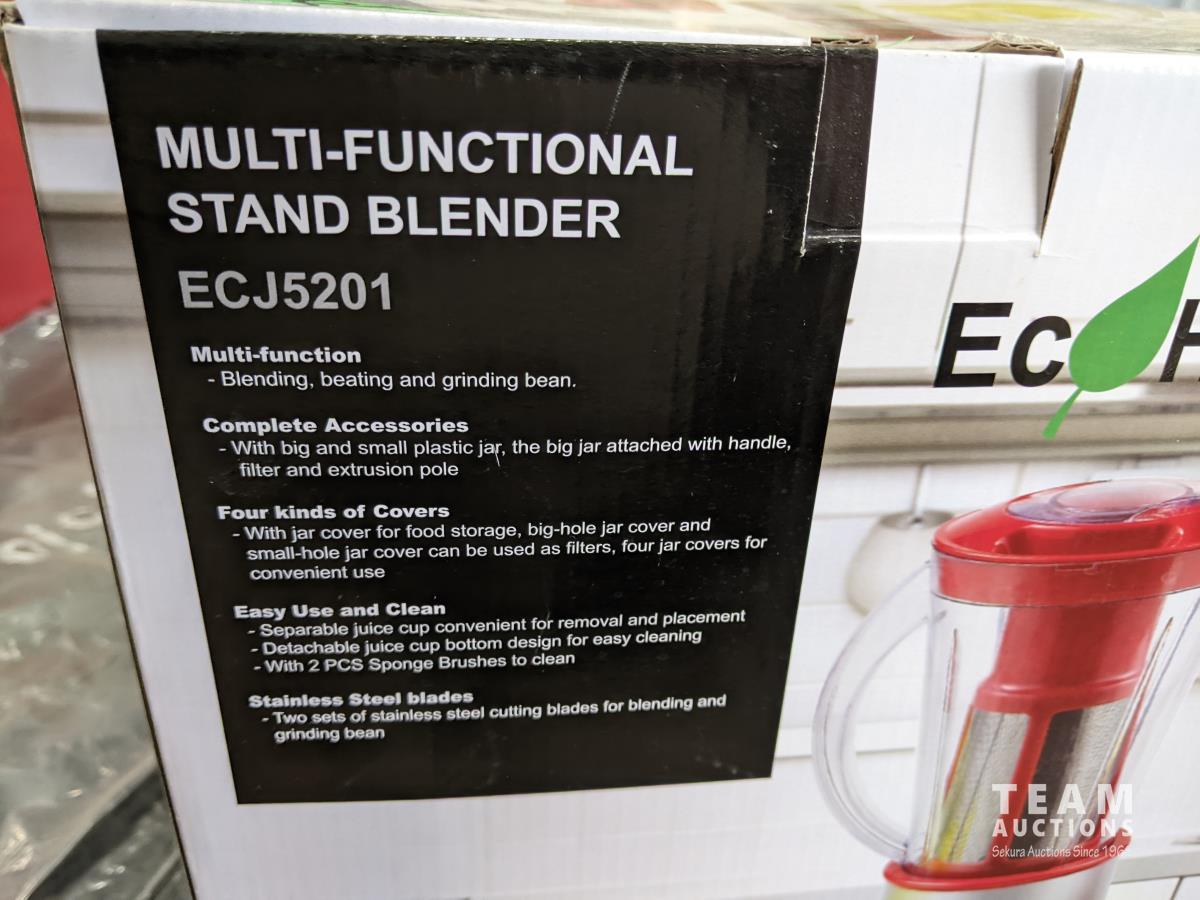 MULTI-FUNCTIONAL
STAND BLENDER
ECJ5201
Multi-function
- Blending, beating and grinding bean.
Complete Accessories
- With big and small plastic jar, the big jar attached with handle,
filter and extrusion pole
Four kinds of Covers
- With jar cover for food storage, big-hole jar cover and
small-hole jar cover can be used as filters, four jar covers for
convenient use
Easy Use and Clean
- Separable juice cup convenient for removal and placement
- Detachable juice cup bottom design for easy cleaning
- With 2 PCS Sponge Brushes to clean
Stainless Steel blades
- Two sets of stainless steel cutting blades for blending and
grinding bean
Ec
TEAM
AUCTIONS
Sekura Auctions Since